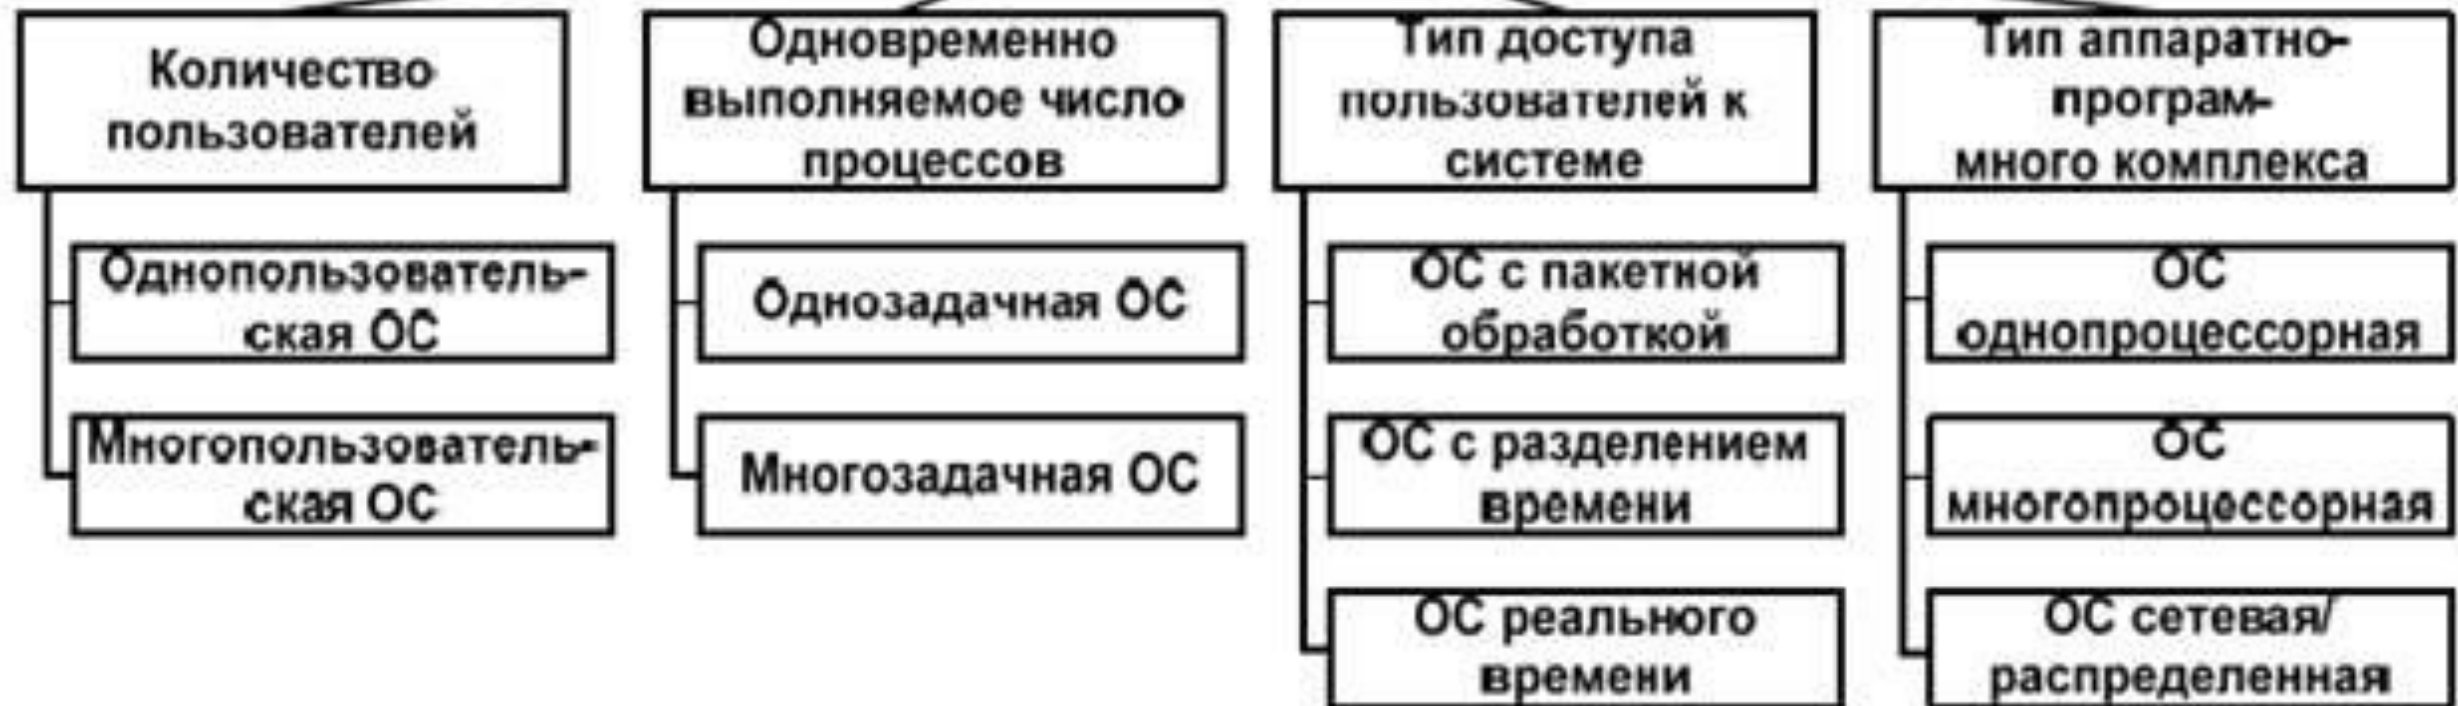 Количество
пользователей
Однопользователь-
ская ОС
Многопользователь-
ская ОС
Одновременно
выполняемое число
процессов
Однозадачная ОС
Многозадачная ОС
Тип доступа
пользователей к
системе
ОС с пакетной
обработкой
ОС с разделением
времени
ОС реального
времени
Тип аппаратно-
програм-
много комплекса
ОС
однопроцессорная
ОС
многопроцессорная
ОС сетевая/
распределенная